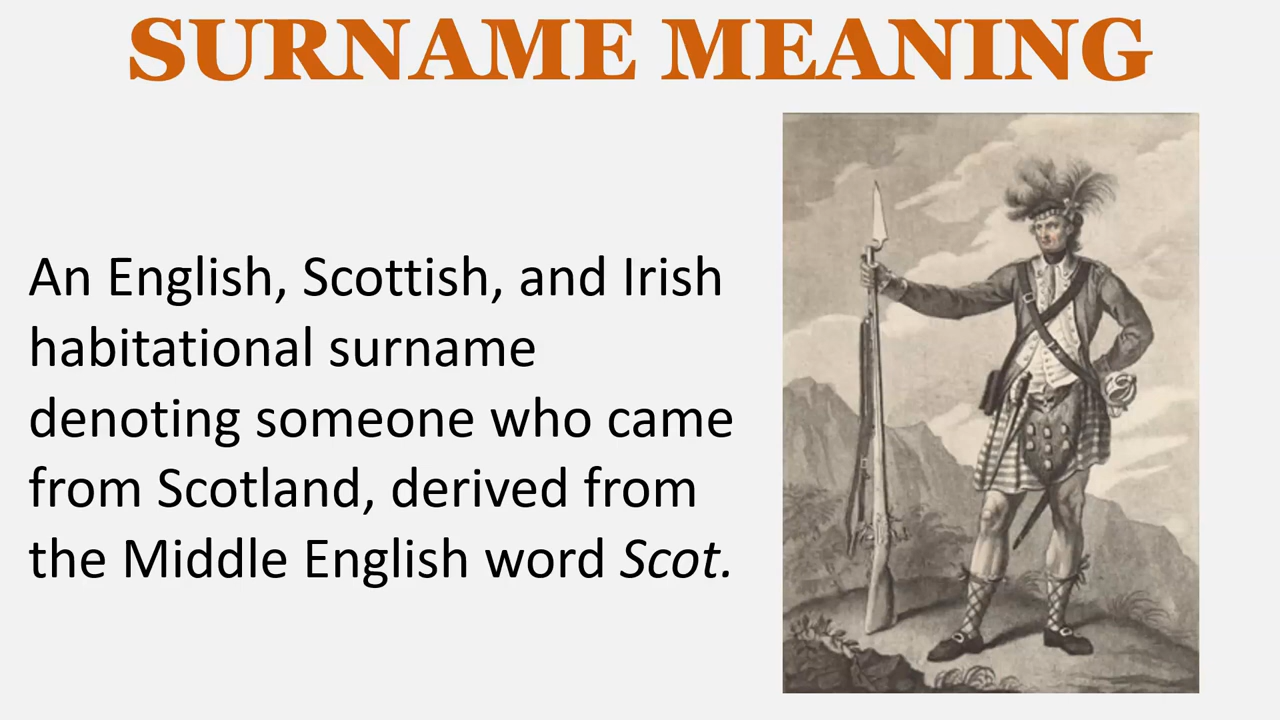 SURNAME MEANING
An English, Scottish, and Irish
habitational surname
denoting someone who came
from Scotland, derived from
the Middle English word Scot.